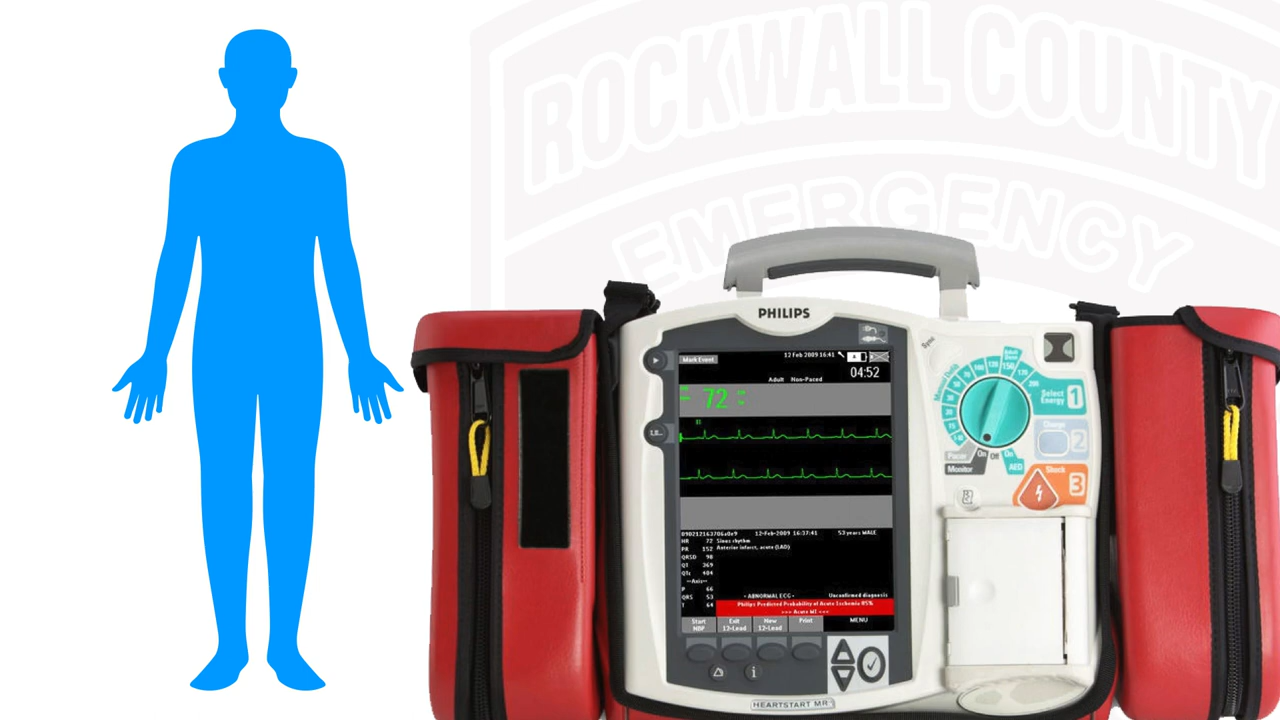 ROCKWALL COUNTY
EMERGENCY
PHILIPS
Mark Event
12 Feb 2009 16:41
04:52
Adult Non-Paced
72
12-Feb-2009 16:37:41 53 years MALE
HR 72 Sinus rhythm
PR 152 Anterior infarct, acute (LAD)
QRSD 98
QT 369
QTc 404
--Axis--
P 66
QRS 53
T 64
- ABNORMAL ECG - Unconfirmed diagnosis
Philips Predicted Probability of Acute Ischemia 85%
>>> Acute MI <<<
Start NBP
Exit 12-Lead
New 12-Lead
Print
MENU
HEARTSTART MRx
Sync
Manual Defib
Select Energy 1
Charge 2
Shock 3
Pacer
Monitor
On
Off
On
AED